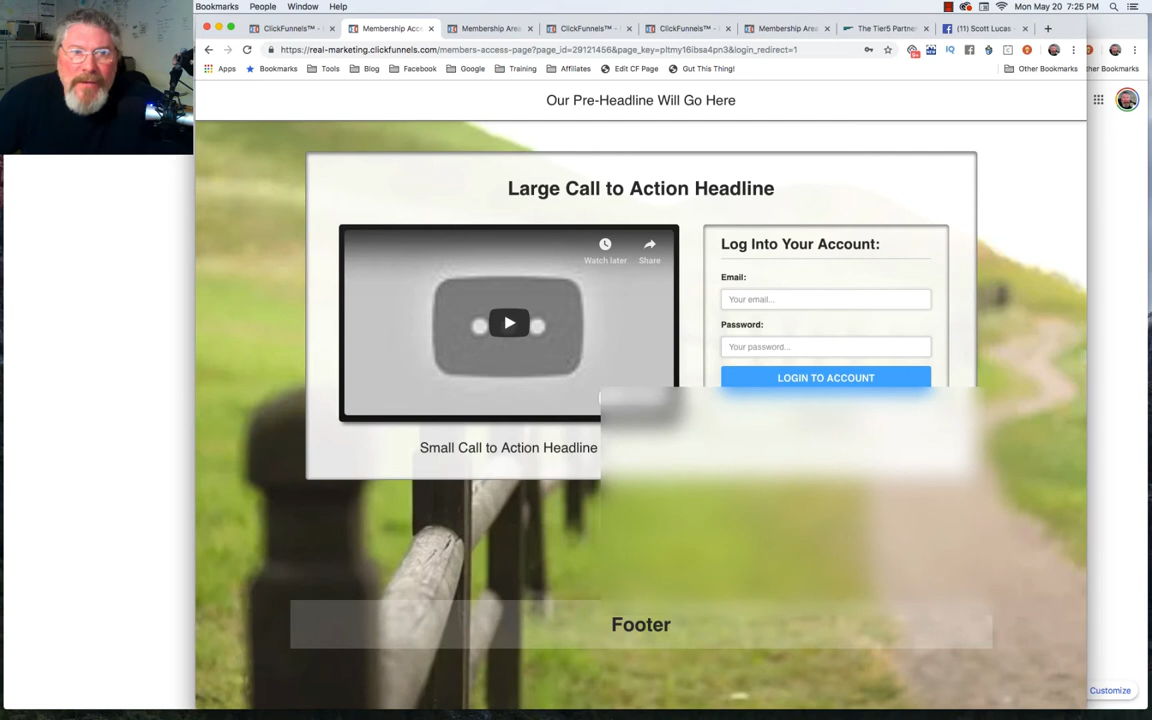 Bookmarks People Window Help
Mon May 20 7:25 PM
ClickFunnels™ -
Membership Acce
Membership Area
ClickFunnels™ -
ClickFunnels™ -
Membership Area
The Tier5 Partner
(11) Scott Lucas -
https://real-marketing.clickfunnels.com/members-access-page?page_id=29121456&page_key=pltmy16ibsa4pn3&login_redirect=1
Apps Bookmarks Tools Blog Facebook Google Training Affiliates Edit CF Page Gut This Thing! Other Bookmarks
ther Bookmarks
Our Pre-Headline Will Go Here
Large Call to Action Headline
Watch later Share
Log Into Your Account:
Email:
Your email...
Password:
Your password...
LOGIN TO ACCOUNT
Small Call to Action Headline
Footer
Customize